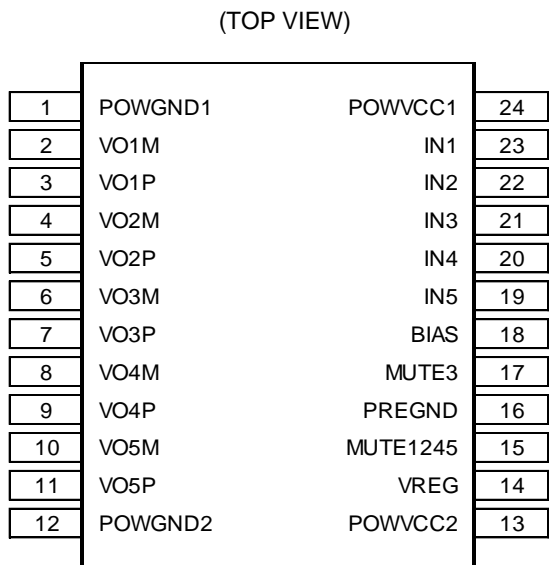 (TOP VIEW)
1 POWGND1 POWVCC1 24
2 VO1M IN1 23
3 VO1P IN2 22
4 VO2M IN3 21
5 VO2P IN4 20
6 VO3M IN5 19
7 VO3P BIAS 18
8 VO4M MUTE3 17
9 VO4P PREGND 16
10 VO5M MUTE1245 15
11 VO5P VREG 14
12 POWGND2 POWVCC2 13